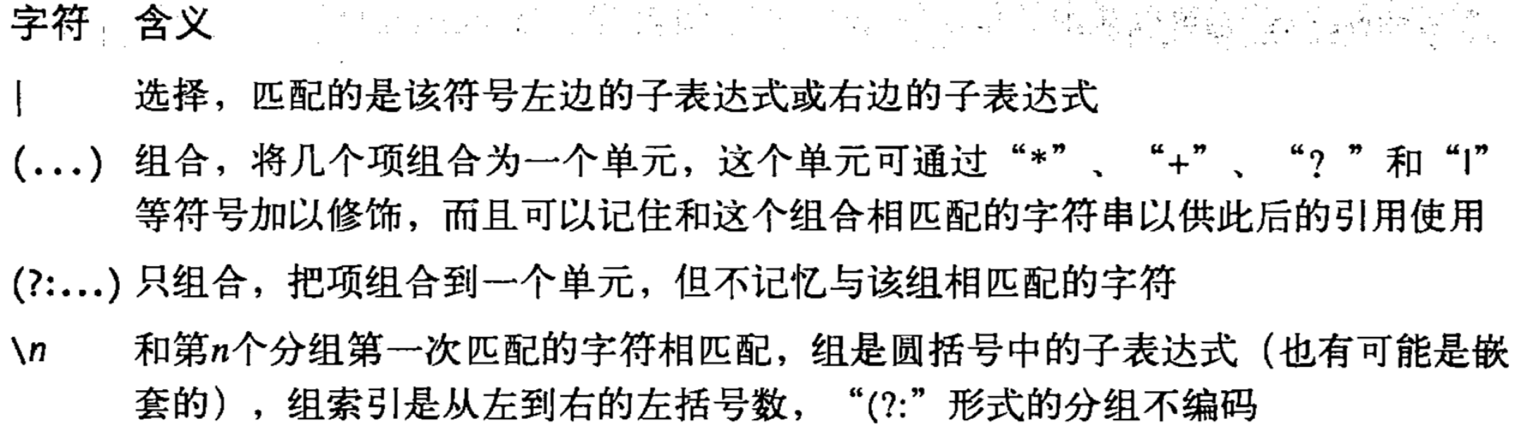 字符 含义
| 选择，匹配的是该符号左边的子表达式或右边的子表达式
(...) 组合，将几个项组合为一个单元，这个单元可通过“*”、“+”、“？”和“|”
等符号加以修饰，而且可以记住和这个组合相匹配的字符串以供此后的引用使用
(?:...) 只组合，把项组合到一个单元，但不记忆与该组相匹配的字符
\n 和第n个分组第一次匹配的字符相匹配，组是圆括号中的子表达式（也有可能是嵌
套的），组索引是从左到右的左括号数，“(?:”形式的分组不编码